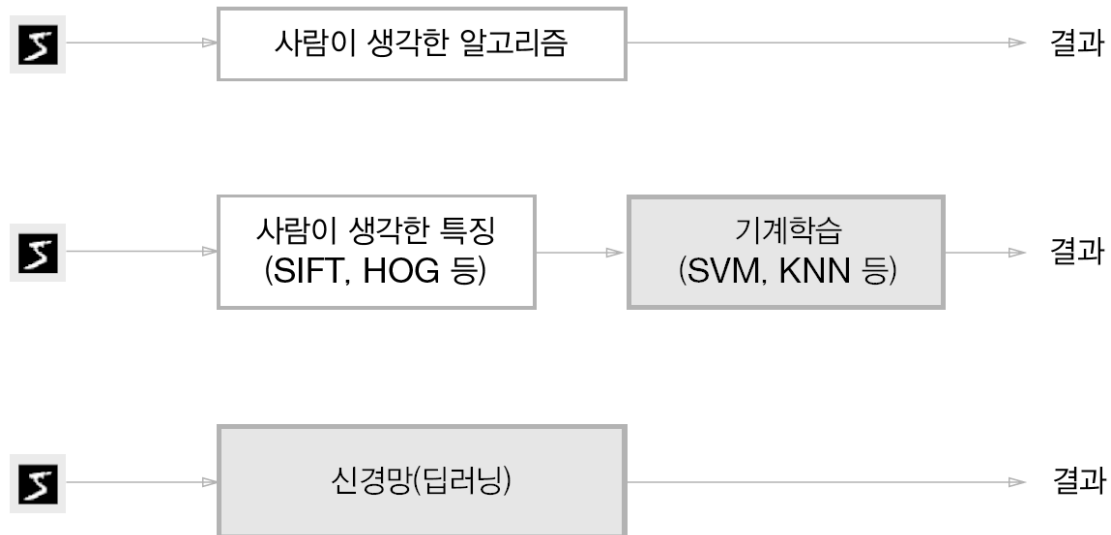 5
사람이 생각한 알고리즘
결과
5
사람이 생각한 특징
(SIFT, HOG 등)
기계학습
(SVM, KNN 등)
결과
5
신경망(딥러닝)
결과